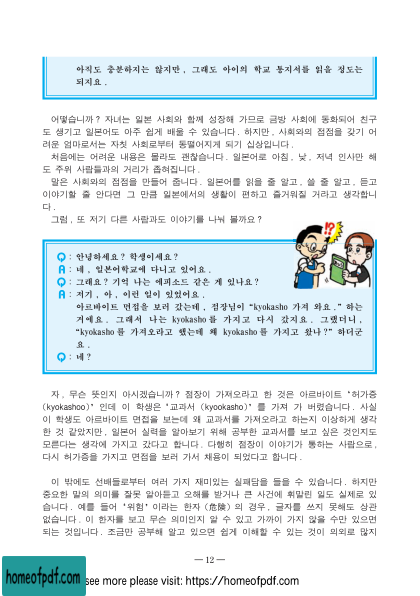 아직도 충분하지는 않지만, 그래도 아이의 학교 통지서를 읽을 정도는
되지요.
어떻습니까? 자녀는 일본 사회와 함께 성장해 가므로 금방 사회에 동화되어 친구
도 생기고 일본어도 아주 쉽게 배울 수 있습니다. 하지만, 사회와의 접점을 갖기 어
려운 엄마로서는 자칫 사회로부터 동떨어지게 되기 십상입니다.
처음에는 어려운 내용은 몰라도 괜찮습니다. 일본어로 아침, 낮, 저녁 인사만 해
도 주위 사람들과의 거리가 좁혀집니다.
말은 사회와의 접점을 만들어 줍니다. 일본어를 읽을 줄 알고, 쓸 줄 알고, 듣고
이야기할 줄 안다면 그 만큼 일본에서의 생활이 편하고 즐거워질 거라고 생각합니
다.
그럼, 또 저기 다른 사람과도 이야기를 나눠 볼까요?
!?
Q : 안녕하세요? 학생이세요?
A : 네, 일본어학교에 다니고 있어요.
Q : 그래요? 기억 나는 에피소드 같은 게 있나요?
A : 저기, 아, 이런 일이 있었어요.
아르바이트 면접을 보러 갔는데, 점장님이 “kyokasho 가져 와요.” 하는
거예요. 그래서 나는 kyokasho를 가지고 다시 갔지요. 그랬더니,
“kyokasho를 가져오라고 했는데 왜 kyokasho를 가지고 왔나?” 하더군
요.
Q : 네?
자, 무슨 뜻인지 아시겠습니까? 점장이 가져오라고 한 것은 아르바이트 "허가증
(kyokashoo)" 인데 이 학생은 "교과서 (kyookasho)" 를 가져 가 버렸습니다. 사실
이 학생도 아르바이트 면접을 보는데 왜 교과서를 가져오라고 하는지 이상하게 생각
한 것 같았지만, 일본어 실력을 알아보기 위해 공부한 교과서를 보고 싶은 것인지도
모른다는 생각에 가지고 갔다고 합니다. 다행히 점장이 이야기가 통하는 사람으로,
다시 허가증을 가지고 면접을 보러 가서 채용이 되었다고 합니다.
이 밖에도 선배들로부터 여러 가지 재미있는 실패담을 들을 수 있습니다. 하지만
중요한 말의 의미를 잘못 알아듣고 오해를 받거나 큰 사건에 휘말린 일도 실제로 있
습니다. 예를 들어 "위험" 이라는 한자 (危険) 의 경우, 글자를 쓰지 못해도 상관
없습니다. 이 한자를 보고 무슨 의미인지 알 수 있고 가까이 가지 않을 수만 있으면
되는 것입니다. 조금만 공부해 알고 있으면 쉽게 이해할 수 있는 것이 의외로 많지
— 12 —
homeofpdf.com
see more please visit: https://homeofpdf.com